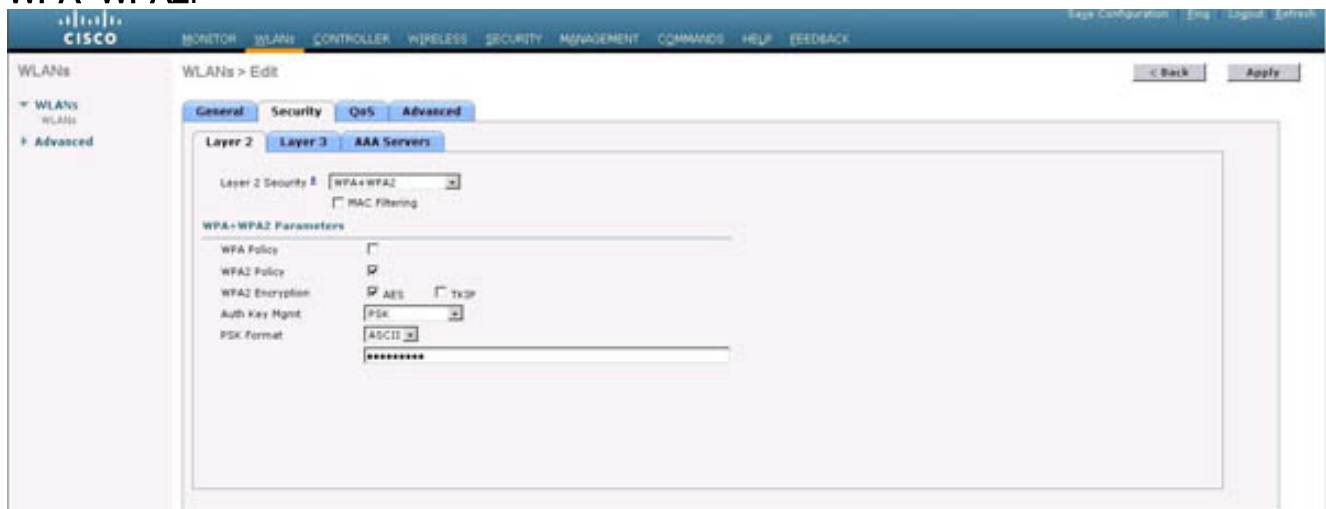 WPA+WPA2.
Save Configuration Ping Logout Refresh
CISCO
MONITOR WLANs CONTROLLER WIRELESS SECURITY MANAGEMENT COMMANDS HELP FEEDBACK
WLANs
WLANs > Edit
< Back
Apply
WLANs
WLANs
Advanced
General Security QoS Advanced
Layer 2 Layer 3 AAA Servers
Layer 2 Security WPA+WPA2
MAC Filtering
WPA+WPA2 Parameters
WPA Policy
WPA2 Policy
WPA2 Encryption AES TKIP
Auth Key Mgmt PSK
PSK Format ASCII
•••••••••